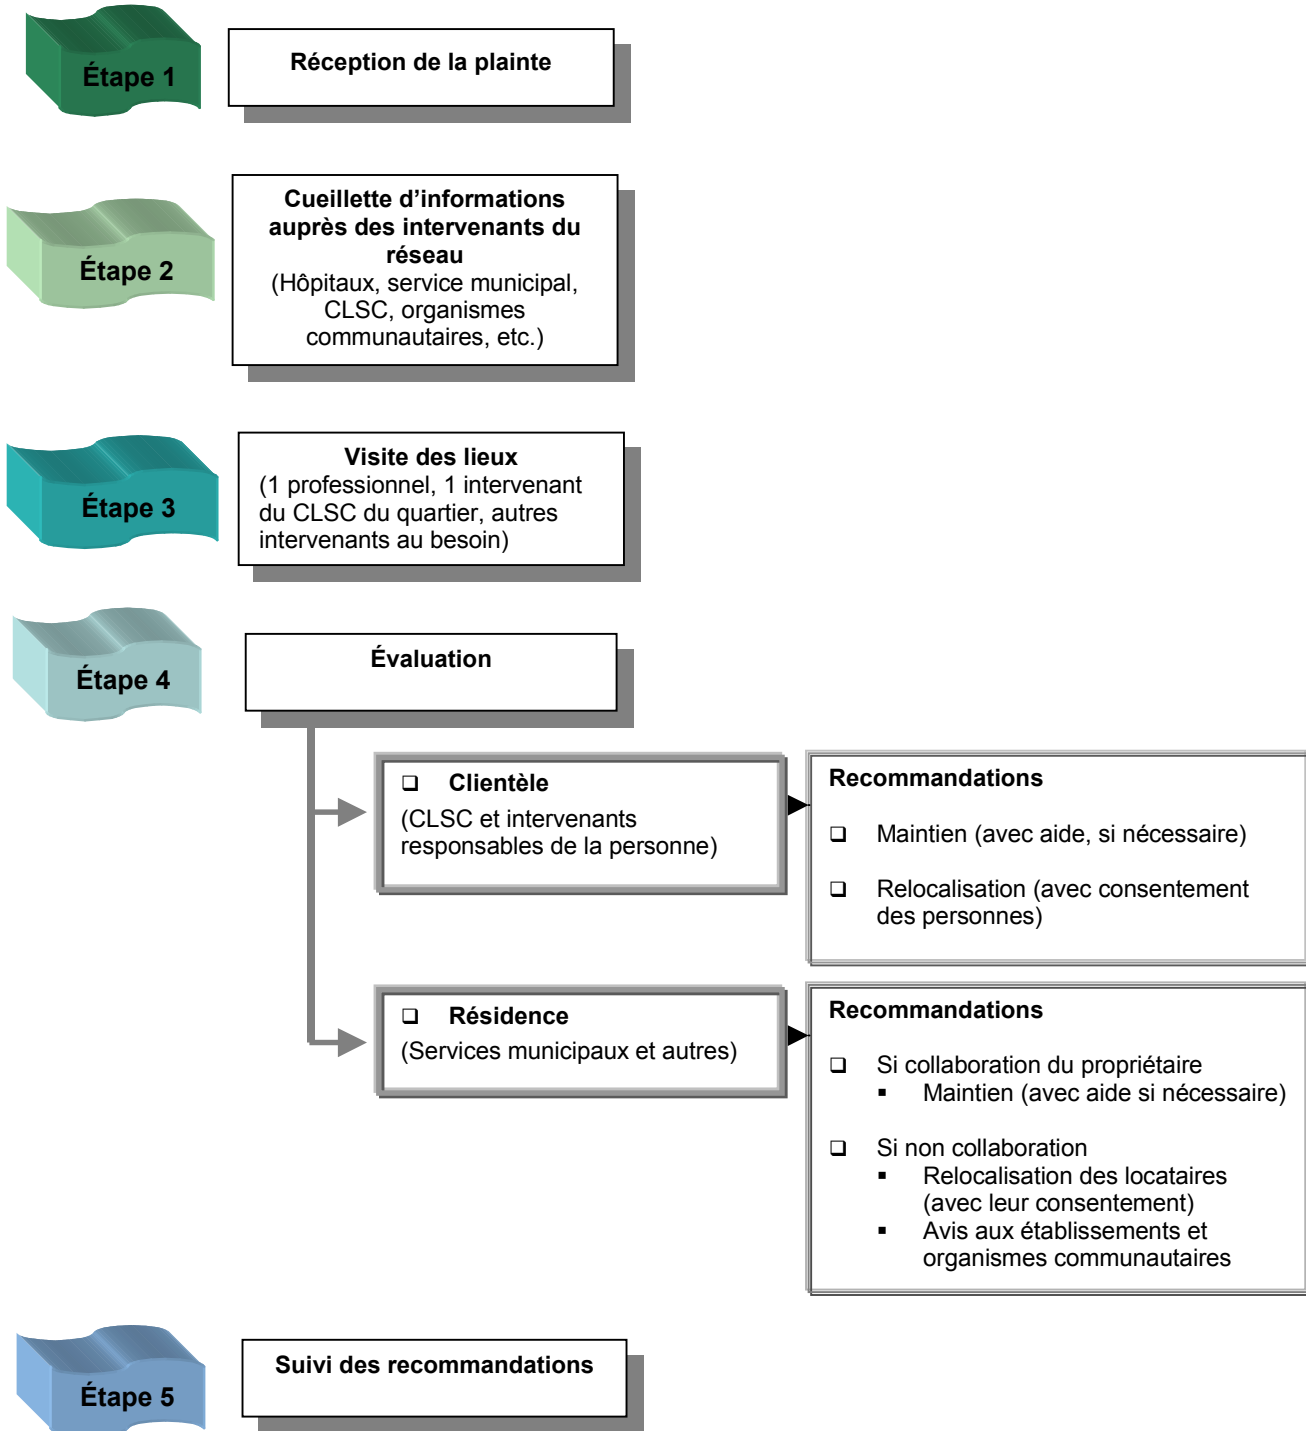 Étape 1
Réception de la plainte
Étape 2
Cueillette d’informations
auprès des intervenants du
réseau
(Hôpitaux, service municipal,
CLSC, organismes
communautaires, etc.)
Étape 3
Visite des lieux
(1 professionnel, 1 intervenant
du CLSC du quartier, autres
intervenants au besoin)
Étape 4
Évaluation
❑ Clientèle
(CLSC et intervenants
responsables de la personne)
Recommandations
❑ Maintien (avec aide, si nécessaire)
❑ Relocalisation (avec consentement
des personnes)
❑ Résidence
(Services municipaux et autres)
Recommandations
❑ Si collaboration du propriétaire
▪ Maintien (avec aide si nécessaire)
❑ Si non collaboration
▪ Relocalisation des locataires
(avec leur consentement)
▪ Avis aux établissements et
organismes communautaires
Étape 5
Suivi des recommandations